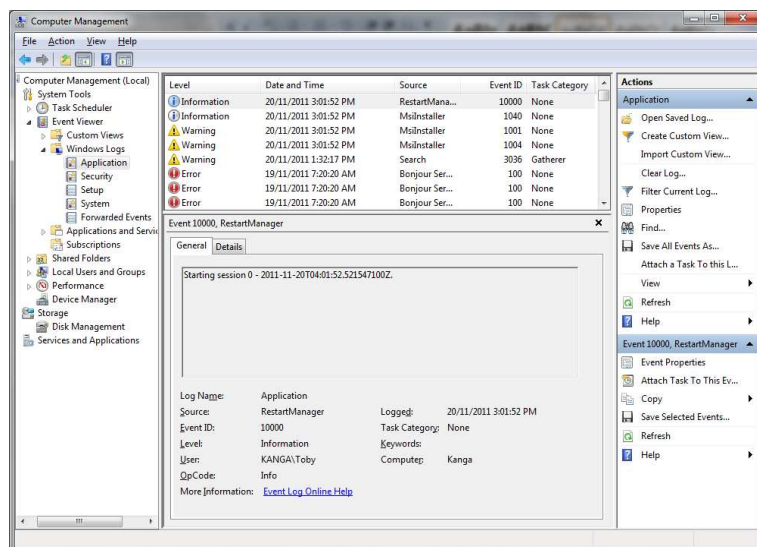 Computer Management
File Action View Help
Computer Management (Local)
System Tools
Task Scheduler
Event Viewer
Custom Views
Windows Logs
Application
Security
Setup
System
Forwarded Events
Applications and Servic
Subscriptions
Shared Folders
Local Users and Groups
Performance
Device Manager
Storage
Disk Management
Services and Applications
Level Date and Time Source Event ID Task Category
Information 20/11/2011 3:01:52 PM RestartMana... 10000 None
Information 20/11/2011 3:01:52 PM MsiInstaller 1040 None
Warning 20/11/2011 3:01:52 PM MsiInstaller 1001 None
Warning 20/11/2011 3:01:52 PM MsiInstaller 1004 None
Warning 20/11/2011 1:32:17 PM Search 3036 Gatherer
Error 19/11/2011 7:20:20 AM Bonjour Ser... 100 None
Error 19/11/2011 7:20:20 AM Bonjour Ser... 100 None
Error 19/11/2011 7:20:20 AM Bonjour Ser... 100 None
Event 10000, RestartManager
General Details
Starting session 0 - 2011-11-20T04:01:52.521547100Z.
Log Name: Application
Source: RestartManager Logged: 20/11/2011 3:01:52 PM
Event ID: 10000 Task Category: None
Level: Information Keywords:
User: KANGA\Toby Computer: Kanga
OpCode: Info
More Information: Event Log Online Help
Actions
Application
Open Saved Log...
Create Custom View...
Import Custom View...
Clear Log...
Filter Current Log...
Properties
Find...
Save All Events As...
Attach a Task To this L...
View
Refresh
Help
Event 10000, RestartManager
Event Properties
Attach Task To This Ev...
Copy
Save Selected Events...
Refresh
Help